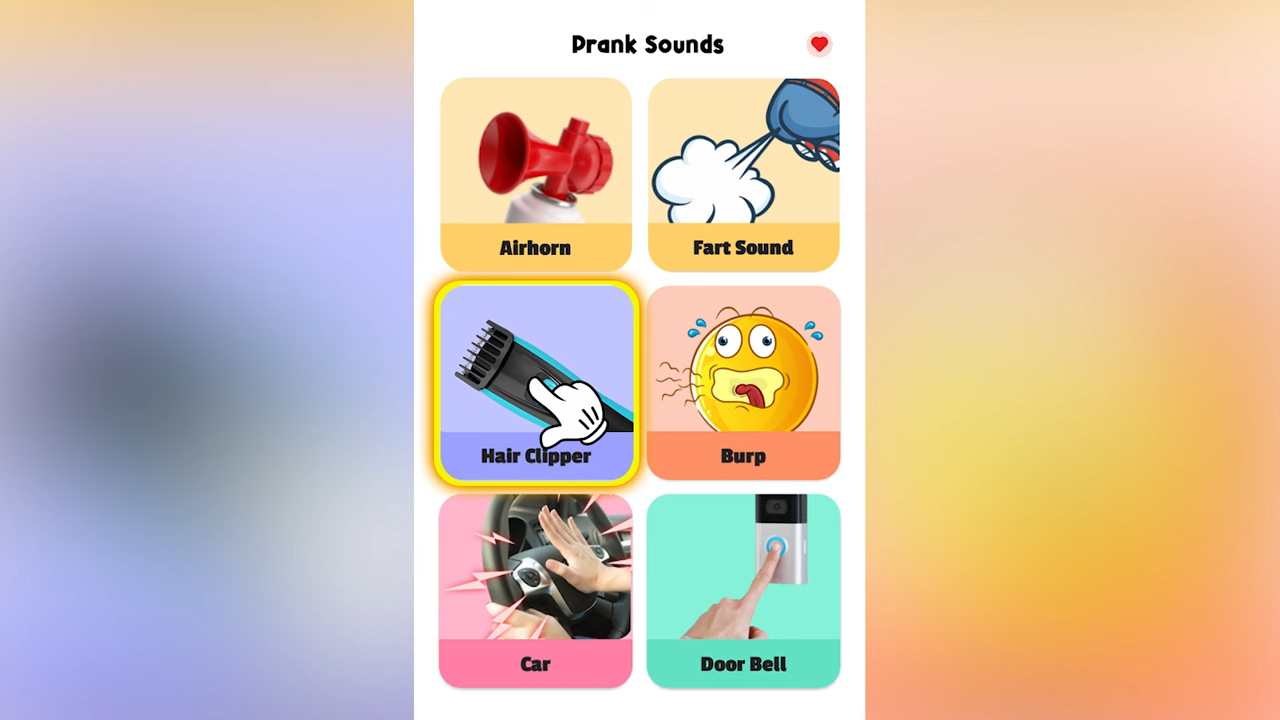 Prank Sounds
Airhorn
Fart Sound
Hair Clipper
Burp
Car
Door Bell